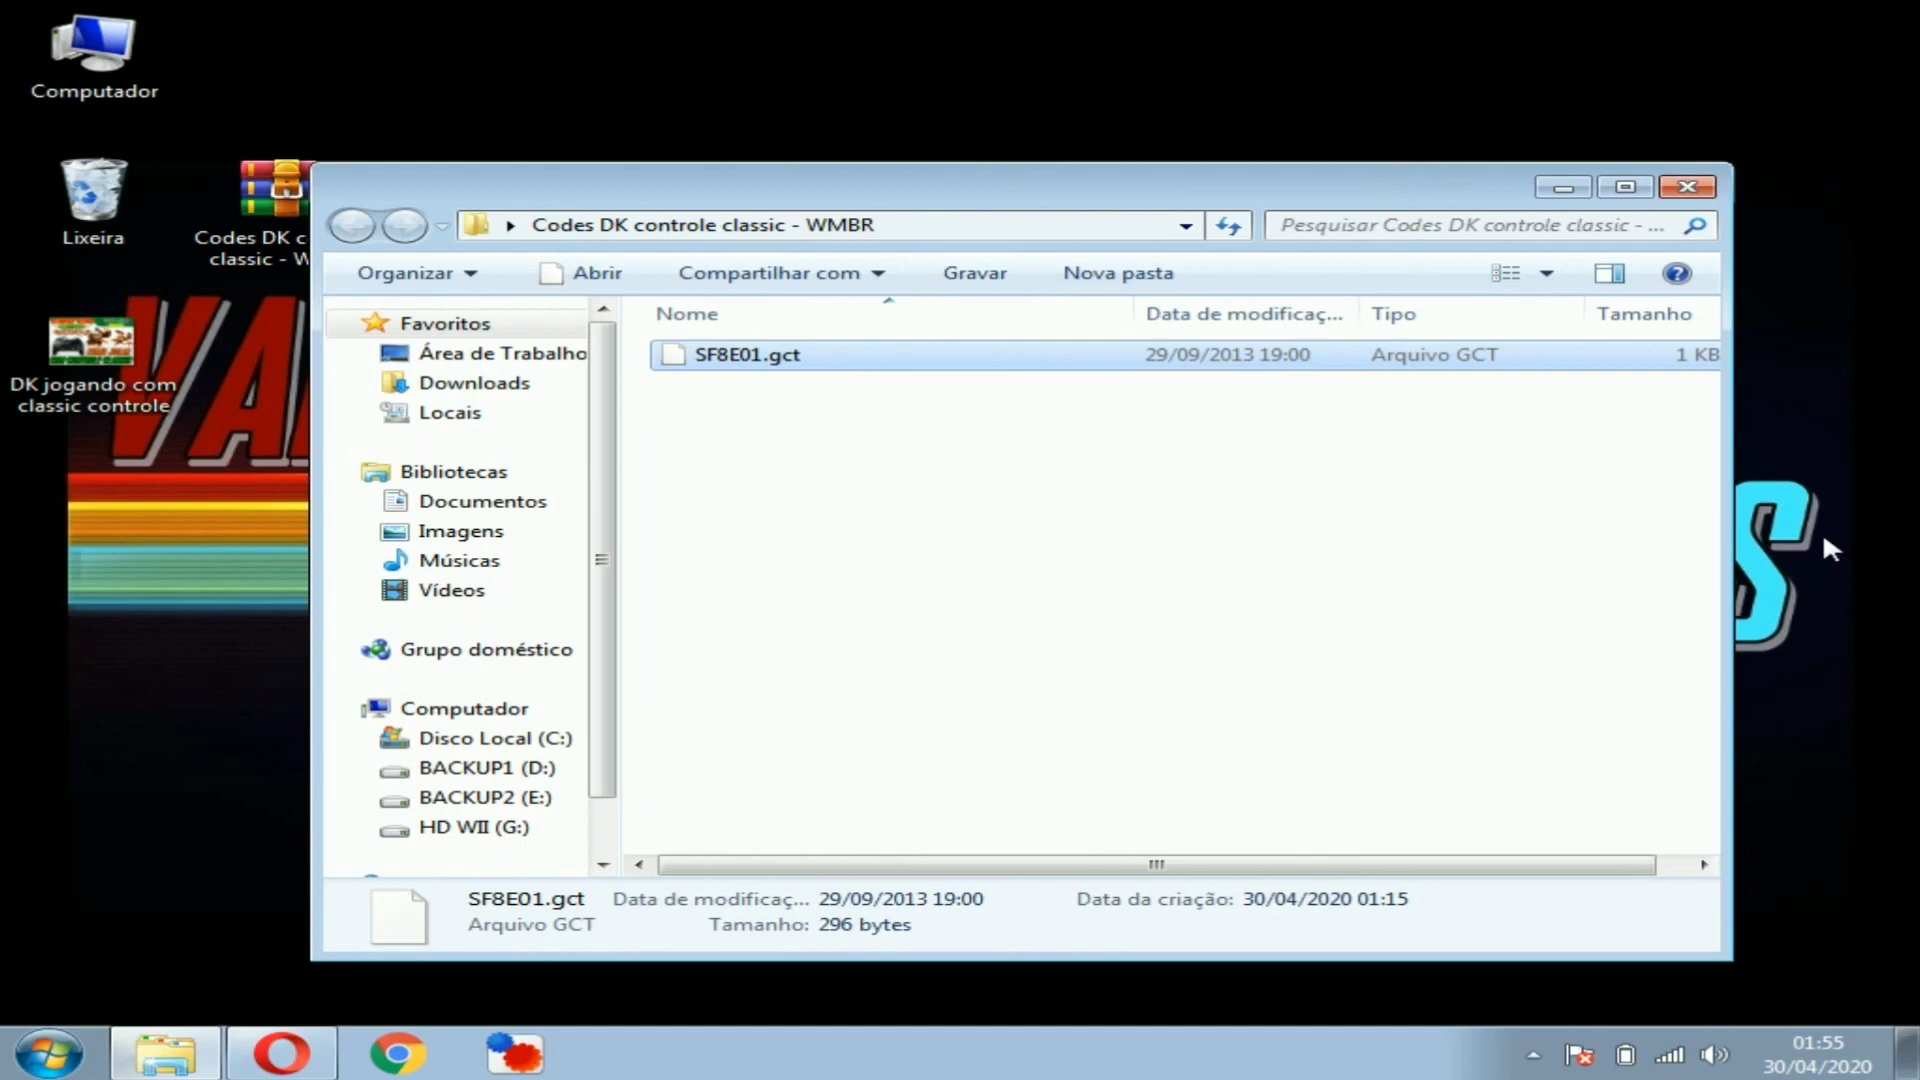 Computador
Lixeira
Codes DK c
classic - W
DK jogando com
classic controle
VA
S
Codes DK controle classic - WMBR
Pesquisar Codes DK controle classic - ...
Organizar
Abrir
Compartilhar com
Gravar
Nova pasta
Nome
Data de modificaç...
Tipo
Tamanho
SF8E01.gct
29/09/2013 19:00
Arquivo GCT
1 KB
Favoritos
Área de Trabalho
Downloads
Locais
Bibliotecas
Documentos
Imagens
Músicas
Vídeos
Grupo doméstico
Computador
Disco Local (C:)
BACKUP1 (D:)
BACKUP2 (E:)
HD WII (G:)
SF8E01.gct Data de modificaç... 29/09/2013 19:00 Data da criação: 30/04/2020 01:15
Arquivo GCT Tamanho: 296 bytes
01:55
30/04/2020